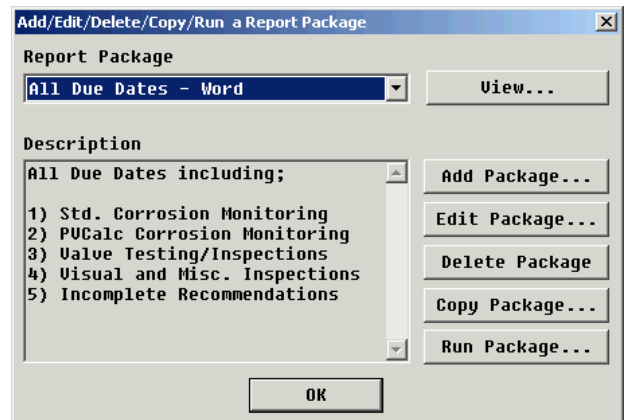 Add/Edit/Delete/Copy/Run a Report Package
Report Package
All Due Dates - Word
View...
Description
All Due Dates including;
1) Std. Corrosion Monitoring
2) PVCalc Corrosion Monitoring
3) Valve Testing/Inspections
4) Visual and Misc. Inspections
5) Incomplete Recommendations
Add Package...
Edit Package...
Delete Package
Copy Package...
Run Package...
OK